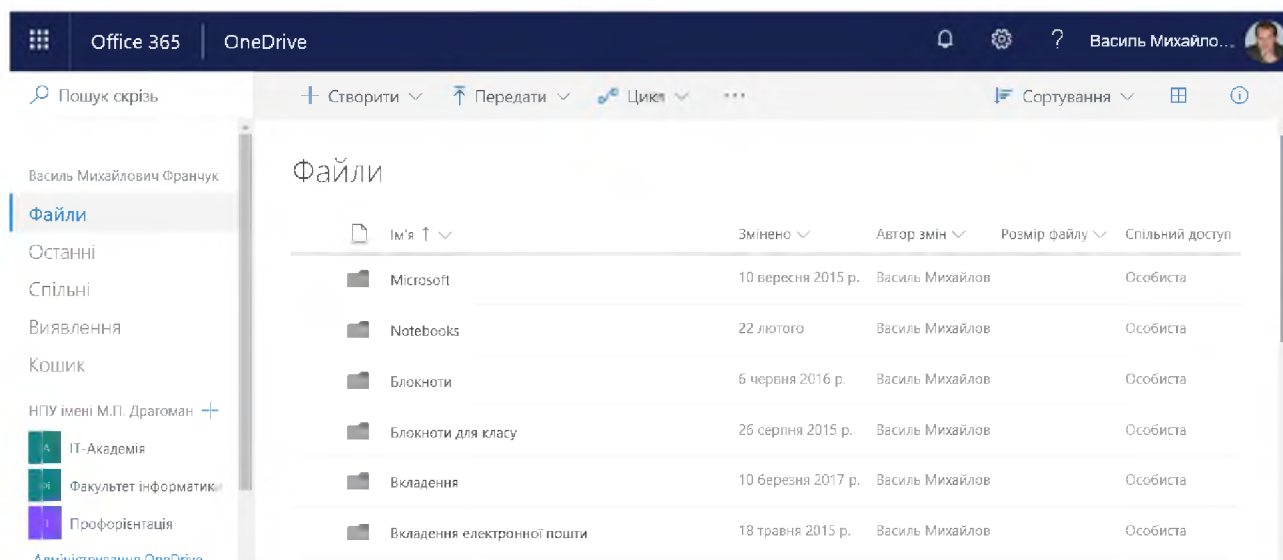 Office 365 OneDrive ? Василь Михайло...
Пошук скрізь + Створити Передати Цикл ... Сортування
Василь Михайлович Франчук
Файли
Файли
Останні
Спільні
Виявлення
Кошик
НПУ імені М.П. Драгоман +
А ІТ-Академія
Факультет інформатики
Профорієнтація
Адміністрування OneDrive
Ім'я ↑ Змінено Автор змін Розмір файлу Спільний доступ
Microsoft 10 вересня 2015 р. Василь Михайлов Особиста
Notebooks 22 лютого Василь Михайлов Особиста
Блокноти 6 червня 2016 р. Василь Михайлов Особиста
Блокноти для класу 26 серпня 2015 р. Василь Михайлов Особиста
Вкладення 10 березня 2017 р. Василь Михайлов Особиста
Вкладення електронної пошти 18 травня 2015 р. Василь Михайлов Особиста